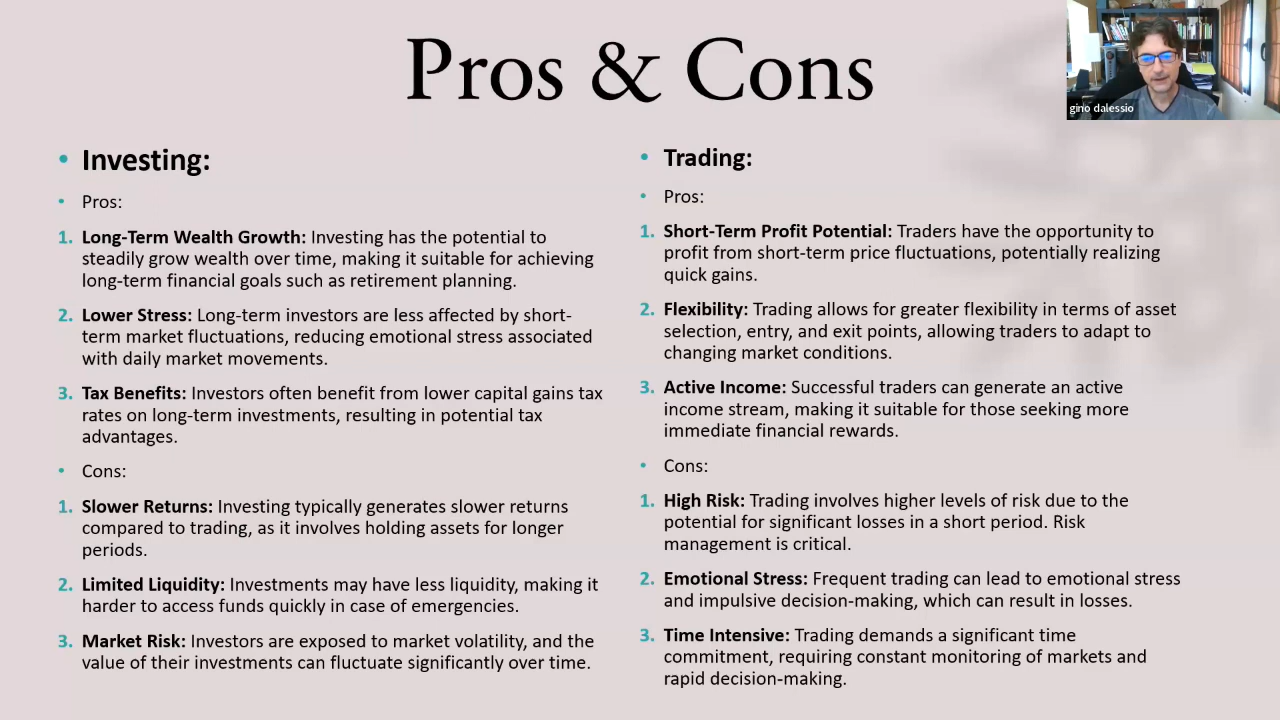 Pros & Cons
gino dalessio
• Investing:
• Pros:
1. Long-Term Wealth Growth: Investing has the potential to
steadily grow wealth over time, making it suitable for achieving
long-term financial goals such as retirement planning.
2. Lower Stress: Long-term investors are less affected by short-
term market fluctuations, reducing emotional stress associated
with daily market movements.
3. Tax Benefits: Investors often benefit from lower capital gains tax
rates on long-term investments, resulting in potential tax
advantages.
• Cons:
1. Slower Returns: Investing typically generates slower returns
compared to trading, as it involves holding assets for longer
periods.
2. Limited Liquidity: Investments may have less liquidity, making it
harder to access funds quickly in case of emergencies.
3. Market Risk: Investors are exposed to market volatility, and the
value of their investments can fluctuate significantly over time.
• Trading:
• Pros:
1. Short-Term Profit Potential: Traders have the opportunity to
profit from short-term price fluctuations, potentially realizing
quick gains.
2. Flexibility: Trading allows for greater flexibility in terms of asset
selection, entry, and exit points, allowing traders to adapt to
changing market conditions.
3. Active Income: Successful traders can generate an active
income stream, making it suitable for those seeking more
immediate financial rewards.
• Cons:
1. High Risk: Trading involves higher levels of risk due to the
potential for significant losses in a short period. Risk
management is critical.
2. Emotional Stress: Frequent trading can lead to emotional stress
and impulsive decision-making, which can result in losses.
3. Time Intensive: Trading demands a significant time
commitment, requiring constant monitoring of markets and
rapid decision-making.